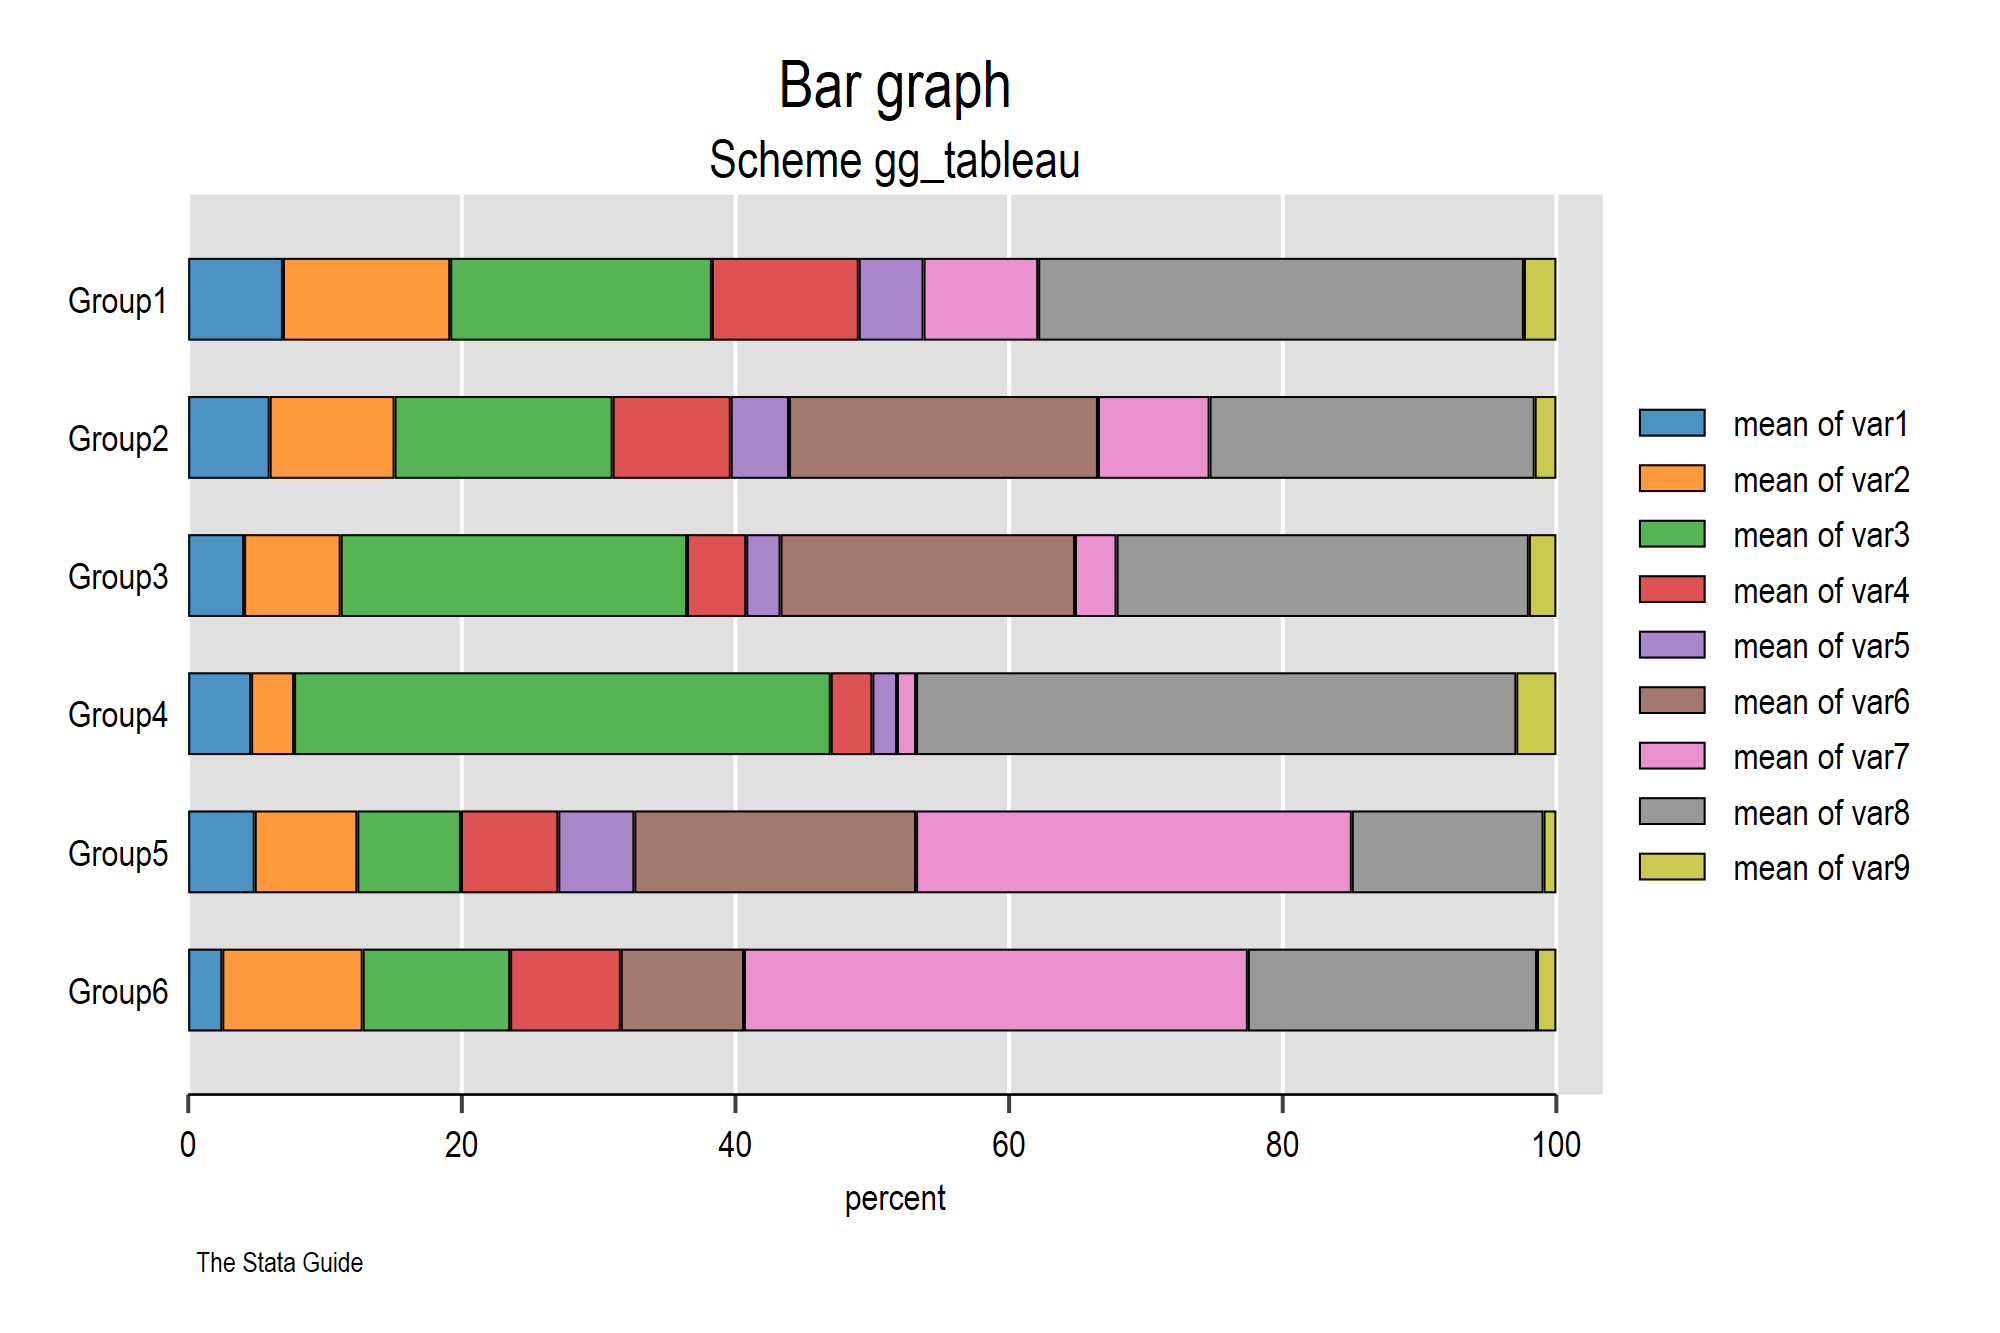 Bar graph
Scheme gg_tableau
Group1
Group2
Group3
Group4
Group5
Group6
mean of var1
mean of var2
mean of var3
mean of var4
mean of var5
mean of var6
mean of var7
mean of var8
mean of var9
0 20 40 60 80 100
percent
The Stata Guide